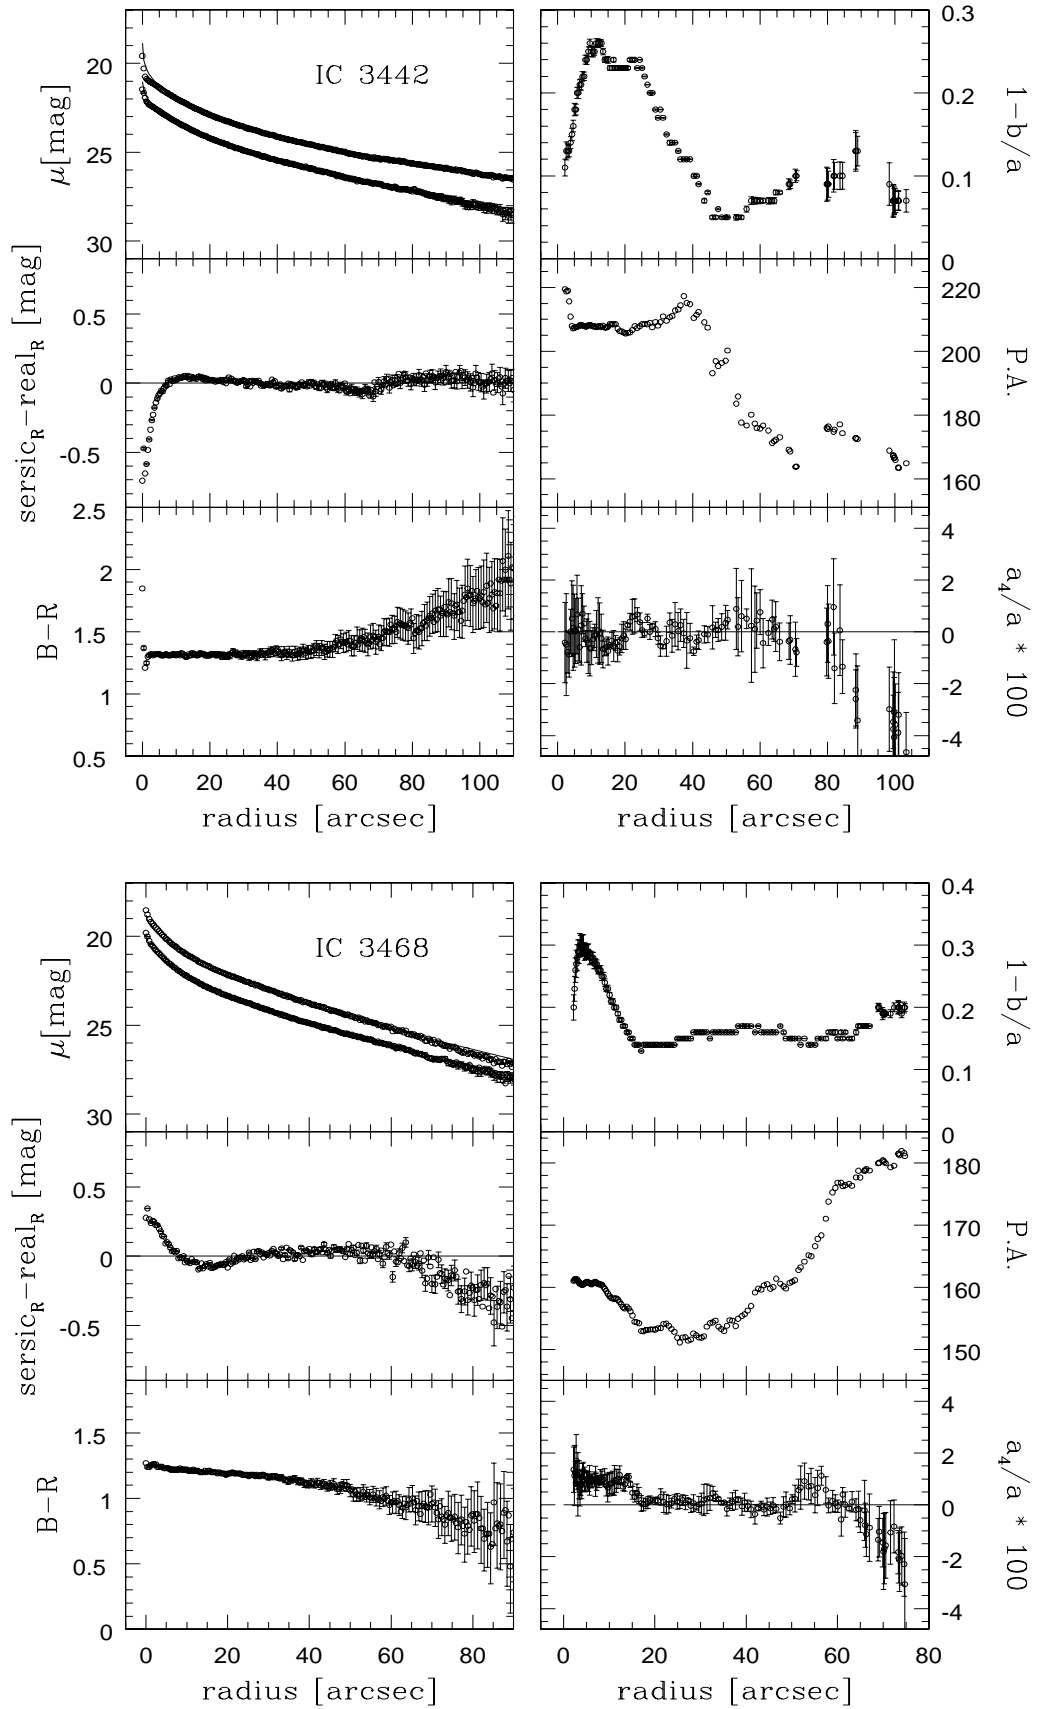 IC 3442
20
25
30
μ[mag]
0.3
0.2
0.1
0
1-b/a
0.5
0
-0.5
sersic_R-real_R [mag]
220
200
180
160
P.A.
2.5
2
1.5
1
0.5
B-R
4
2
0
-2
-4
a_4/a * 100
0 20 40 60 80 100
0 20 40 60 80 100
radius [arcsec]
radius [arcsec]
IC 3468
20
25
30
μ[mag]
0.4
0.3
0.2
0.1
0
1-b/a
0.5
0
-0.5
sersic_R-real_R [mag]
180
170
160
150
P.A.
1.5
1
0.5
0
B-R
4
2
0
-2
-4
a_4/a * 100
0 20 40 60 80
0 20 40 60 80
radius [arcsec]
radius [arcsec]